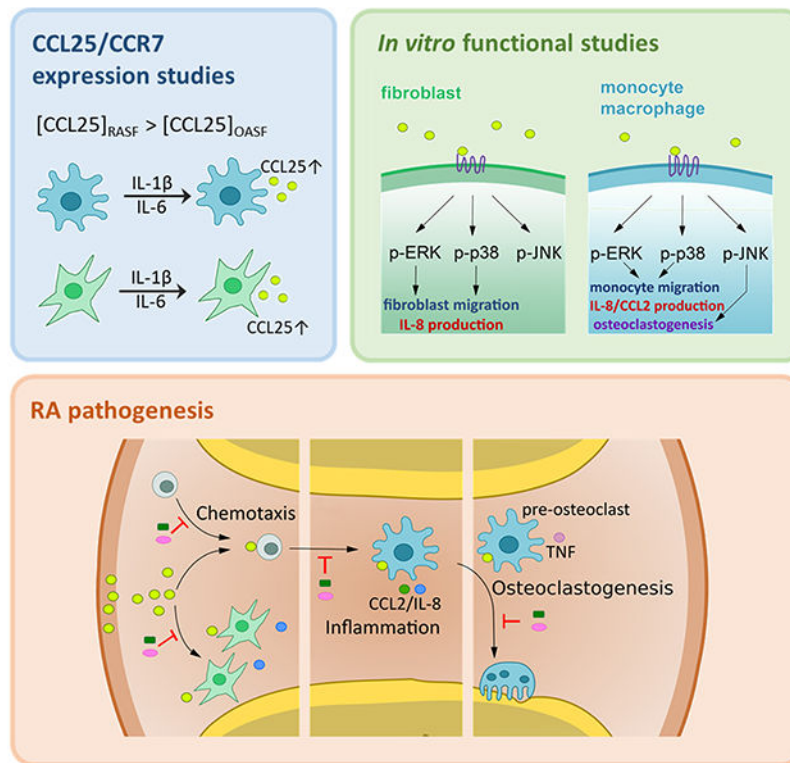 CCL25/CCR7
expression studies
[CCL25]RASF > [CCL25]OASF
IL-1β
IL-6
CCL25↑
IL-1β
IL-6
CCL25↑
In vitro functional studies
fibroblast
p-ERK p-p38 p-JNK
fibroblast migration
IL-8 production
monocyte
macrophage
p-ERK p-p38 p-JNK
monocyte migration
IL-8/CCL2 production
osteoclastogenesis
RA pathogenesis
Chemotaxis
CCL2/IL-8
Inflammation
pre-osteoclast
TNF
Osteoclastogenesis